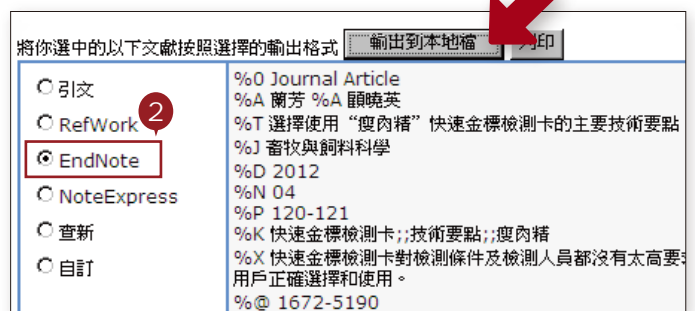 將你選中的以下文獻按照選擇的輸出格式 輸出到本地檔 列印
引文
RefWork
2
EndNote
NoteExpress
查新
自訂
%0 Journal Article
%A 蘭芳 %A 顧曉英
%T 選擇使用“瘦肉精”快速金標檢測卡的主要技術要點
%J 畜牧與飼料科學
%D 2012
%N 04
%P 120-121
%K 快速金標檢測卡;;技術要點;;瘦肉精
%X 快速金標檢測卡對檢測條件及檢測人員都沒有太高要
用戶正確選擇和使用。
%@ 1672-5190